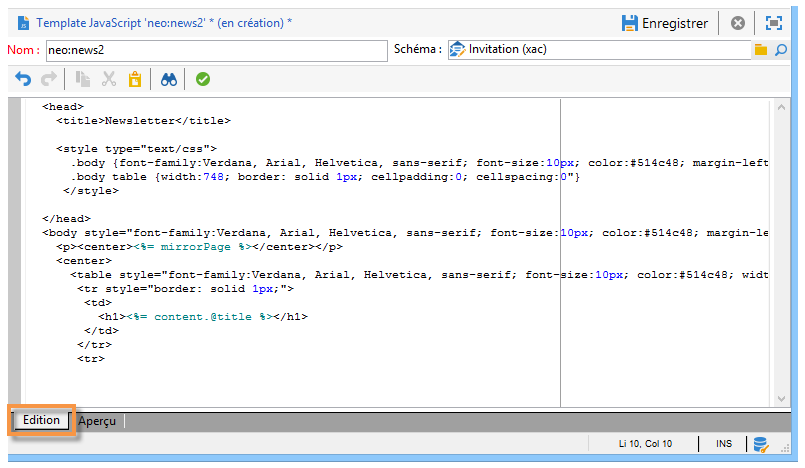 Template JavaScript 'neo:news2' * (en création) *
Enregistrer
Nom : neo:news2 Schéma : Invitation (xac)
<head>
<title>Newsletter</title>
<style type="text/css">
.body {font-family:Verdana, Arial, Helvetica, sans-serif; font-size:10px; color:#514c48; margin-left
.body table {width:748; border: solid 1px; cellpadding:0; cellspacing:0"}
</style>
</head>
<body style="font-family:Verdana, Arial, Helvetica, sans-serif; font-size:10px; color:#514c48; margin-le
<p><center><%= mirrorPage %></center></p>
<center>
<table style="font-family:Verdana, Arial, Helvetica, sans-serif; font-size:10px; color:#514c48; widt
<tr style="border: solid 1px;">
<td>
<h1><%= content.@title %></h1>
</td>
</tr>
<tr>
Edition Aperçu
Li 10, Col 10 INS